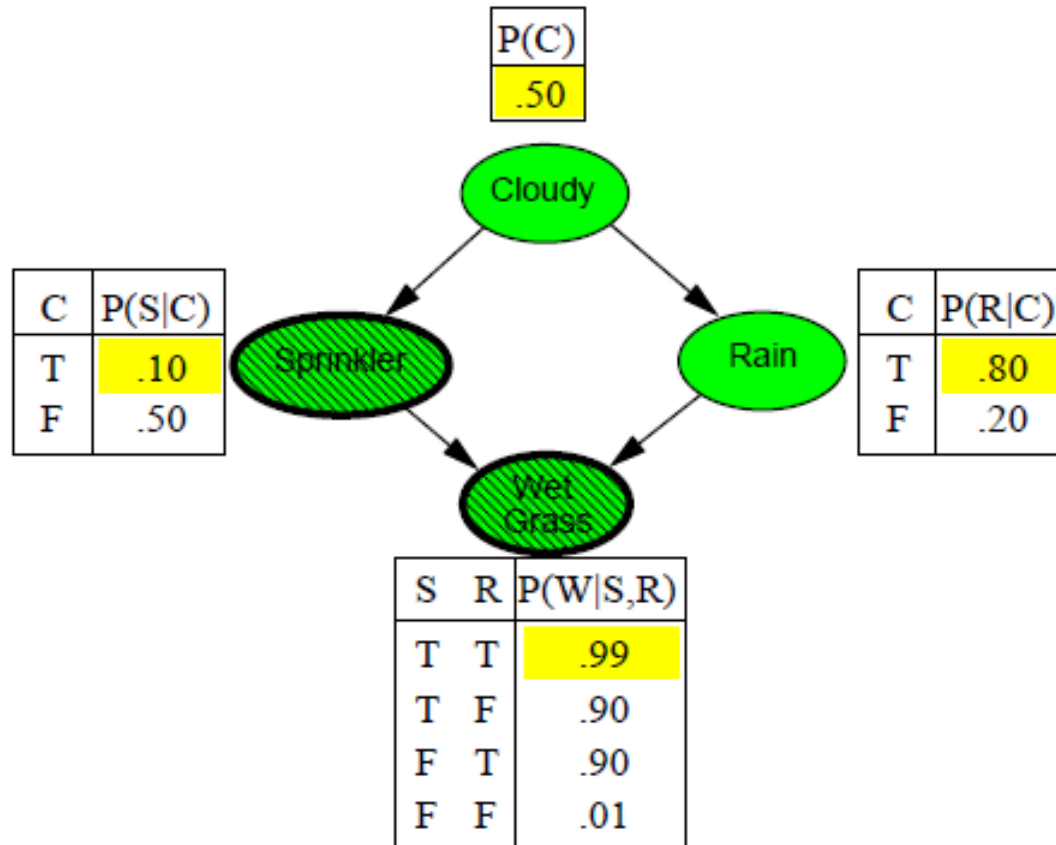 P(C)
.50
Cloudy
C P(S|C)
T .10
F .50
Sprinkler
Rain
C P(R|C)
T .80
F .20
Wet
Grass
S R P(W|S,R)
T T .99
T F .90
F T .90
F F .01